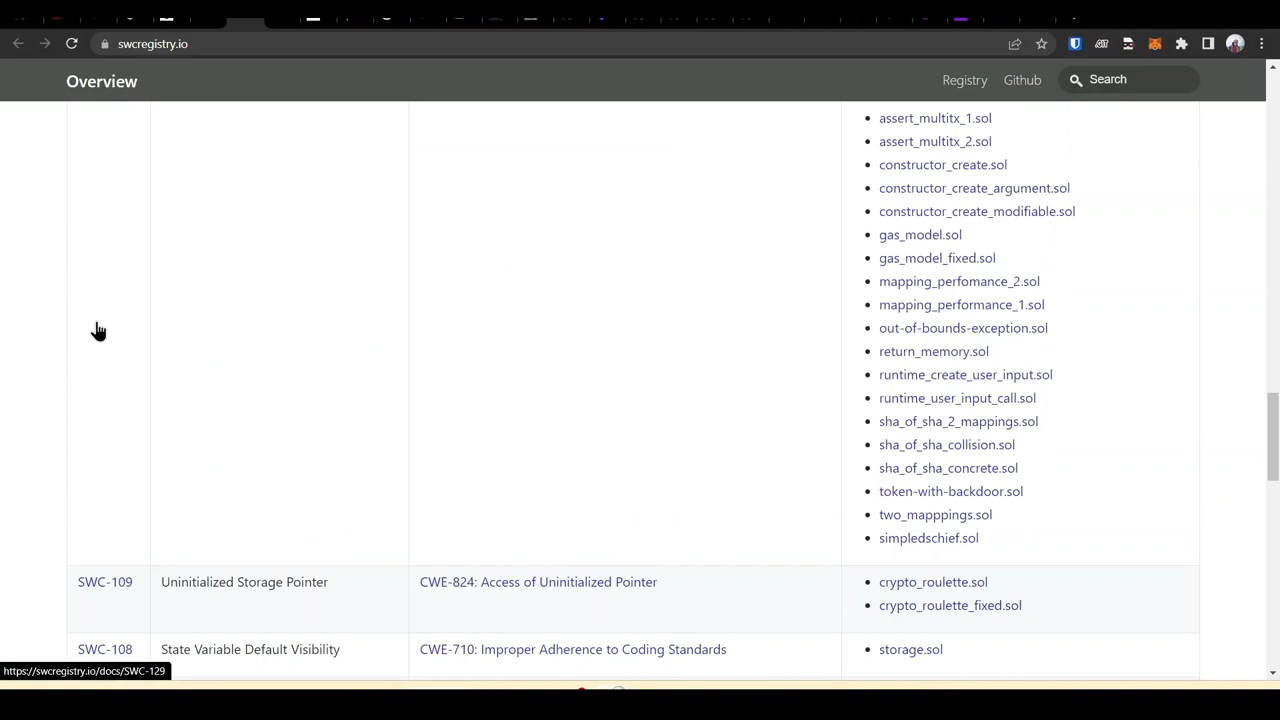 swcregistry.io
Overview
Registry
Github
Search
assert_multitx_1.sol
assert_multitx_2.sol
constructor_create.sol
constructor_create_argument.sol
constructor_create_modifiable.sol
gas_model.sol
gas_model_fixed.sol
mapping_perfomance_2.sol
mapping_performance_1.sol
out-of-bounds-exception.sol
return_memory.sol
runtime_create_user_input.sol
runtime_user_input_call.sol
sha_of_sha_2_mappings.sol
sha_of_sha_collision.sol
sha_of_sha_concrete.sol
token-with-backdoor.sol
two_mapppings.sol
simpledschief.sol
SWC-109 Uninitialized Storage Pointer CWE-824: Access of Uninitialized Pointer crypto_roulette.sol
crypto_roulette_fixed.sol
SWC-108 State Variable Default Visibility CWE-710: Improper Adherence to Coding Standards storage.sol
https://swcregistry.io/docs/SWC-129